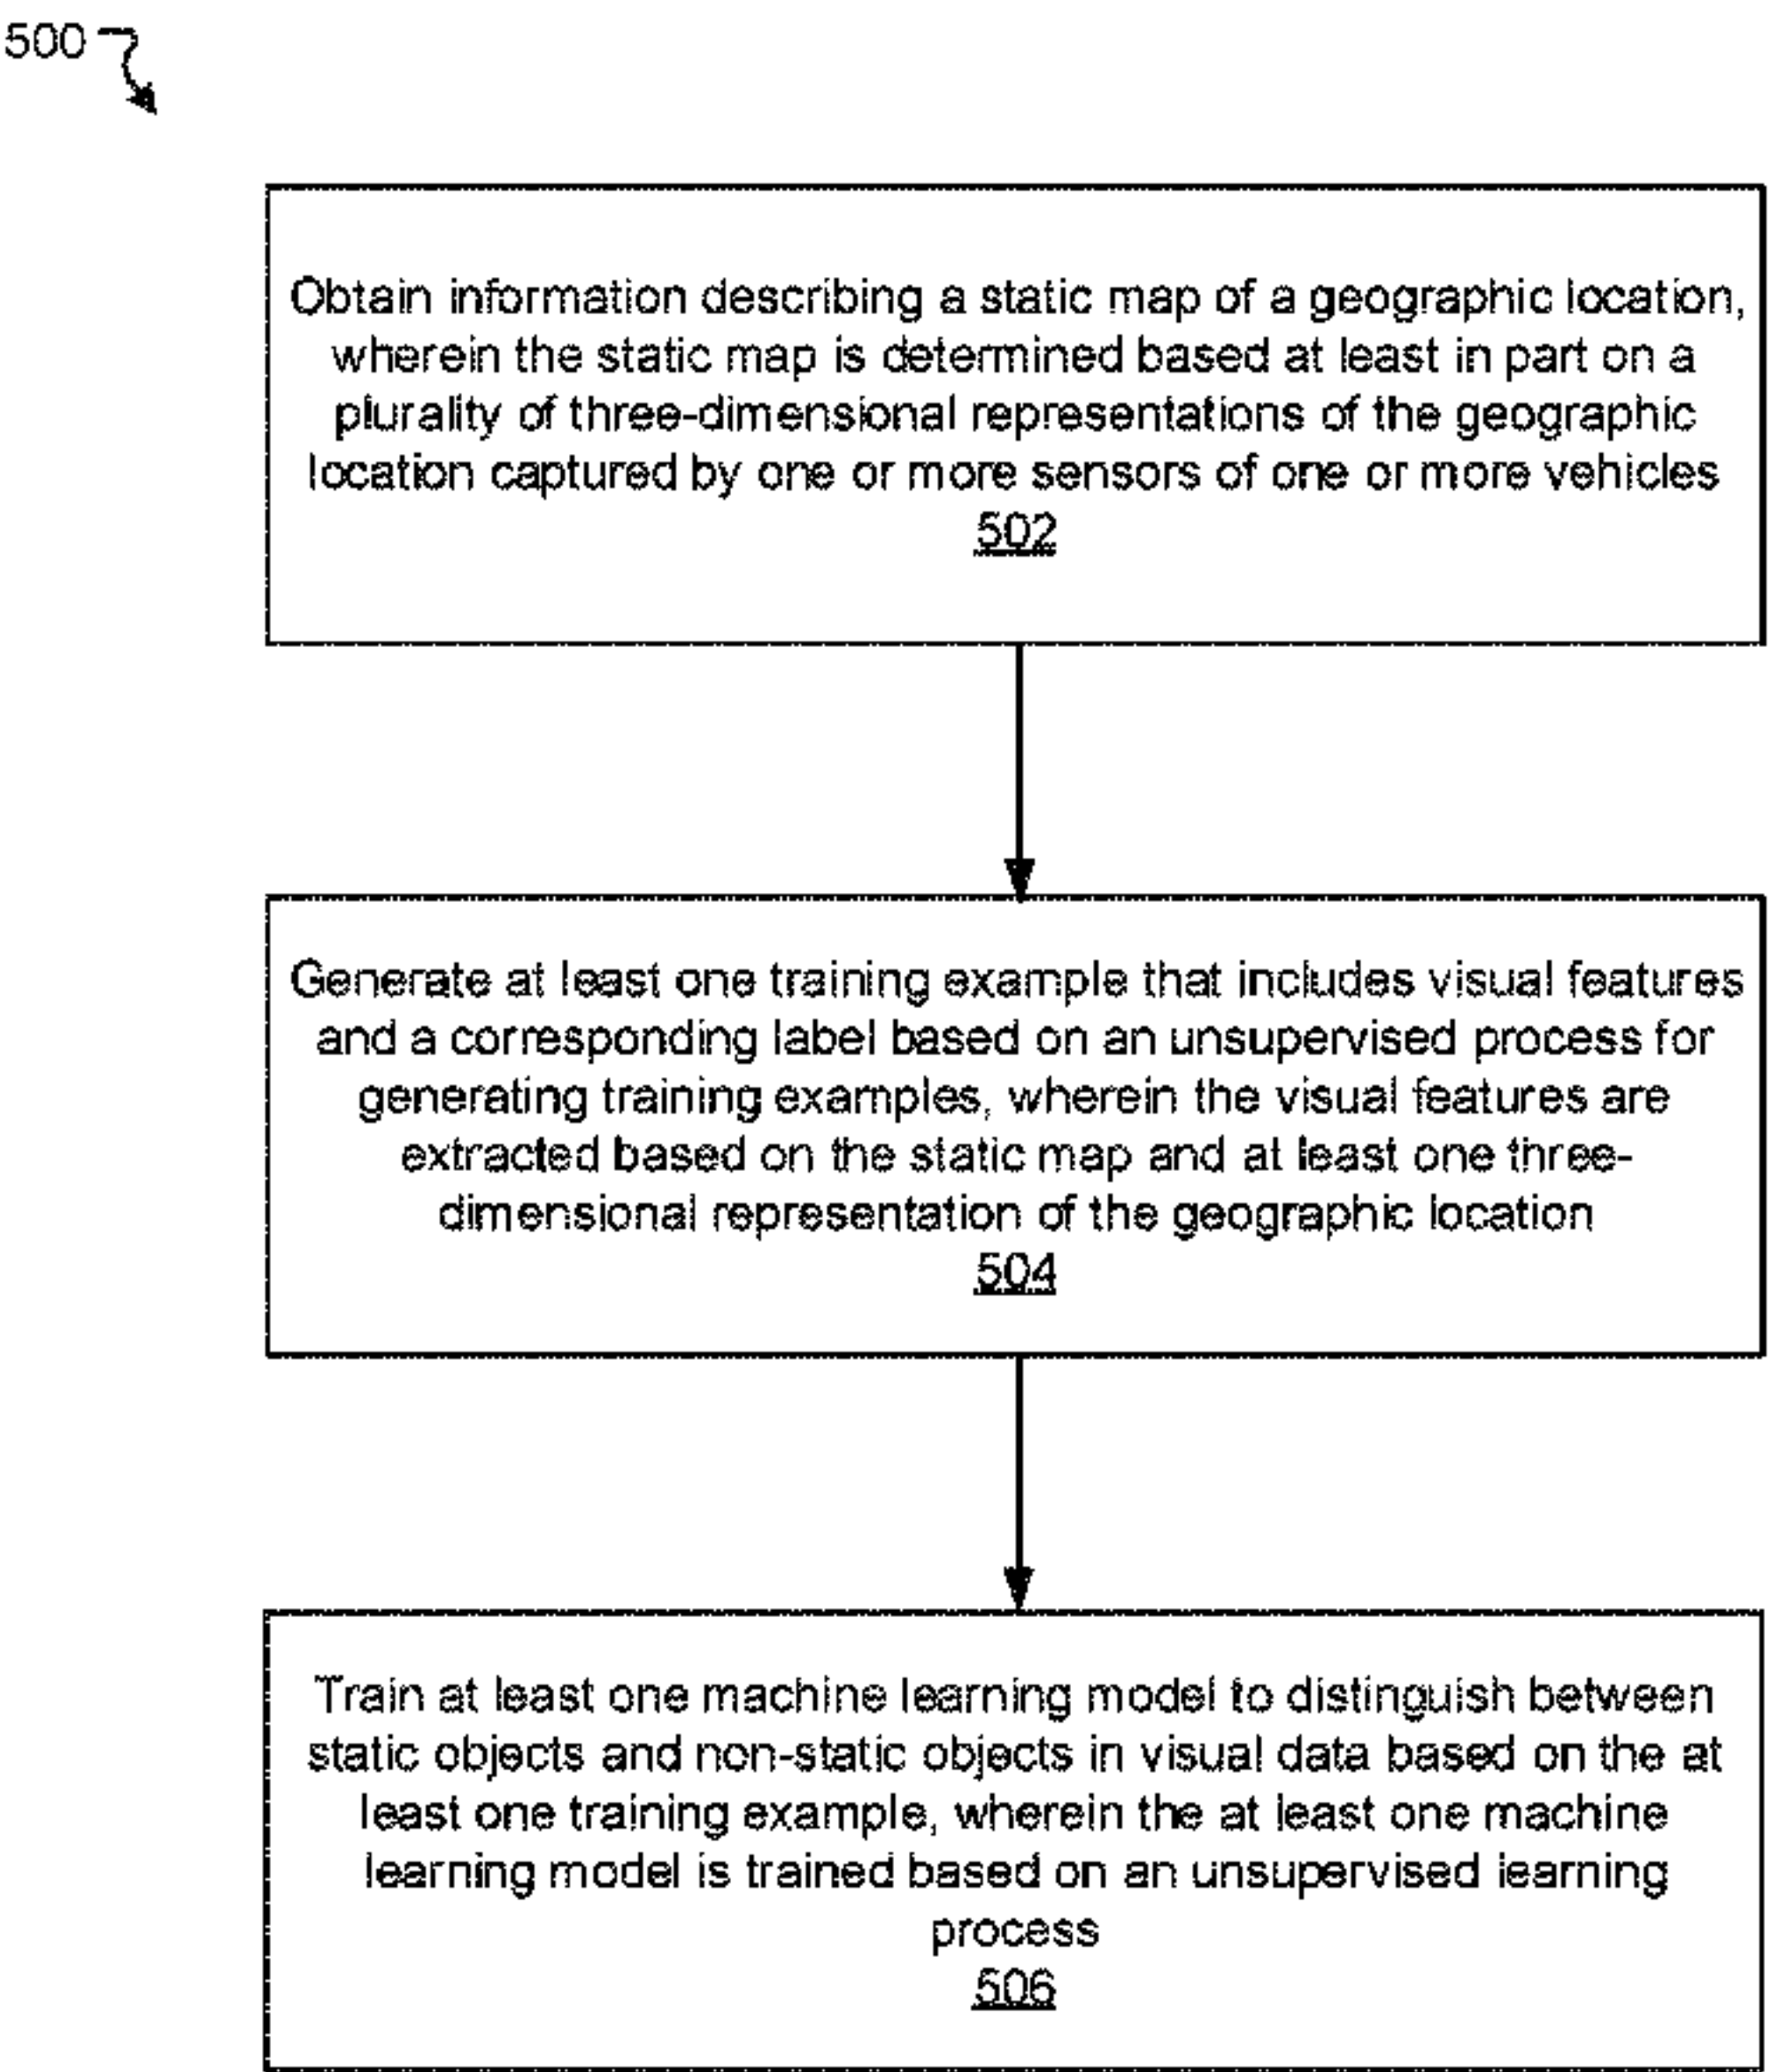 500
Obtain information describing a static map of a geographic location,
wherein the static map is determined based at least in part on a
plurality of three-dimensional representations of the geographic
location captured by one or more sensors of one or more vehicles
502
Generate at least one training example that includes visual features
and a corresponding label based on an unsupervised process for
generating training examples, wherein the visual features are
extracted based on the static map and at least one three-
dimensional representation of the geographic location
504
Train at least one machine learning model to distinguish between
static objects and non-static objects in visual data based on the at
least one training example, wherein the at least one machine
learning model is trained based on an unsupervised learning
process
506